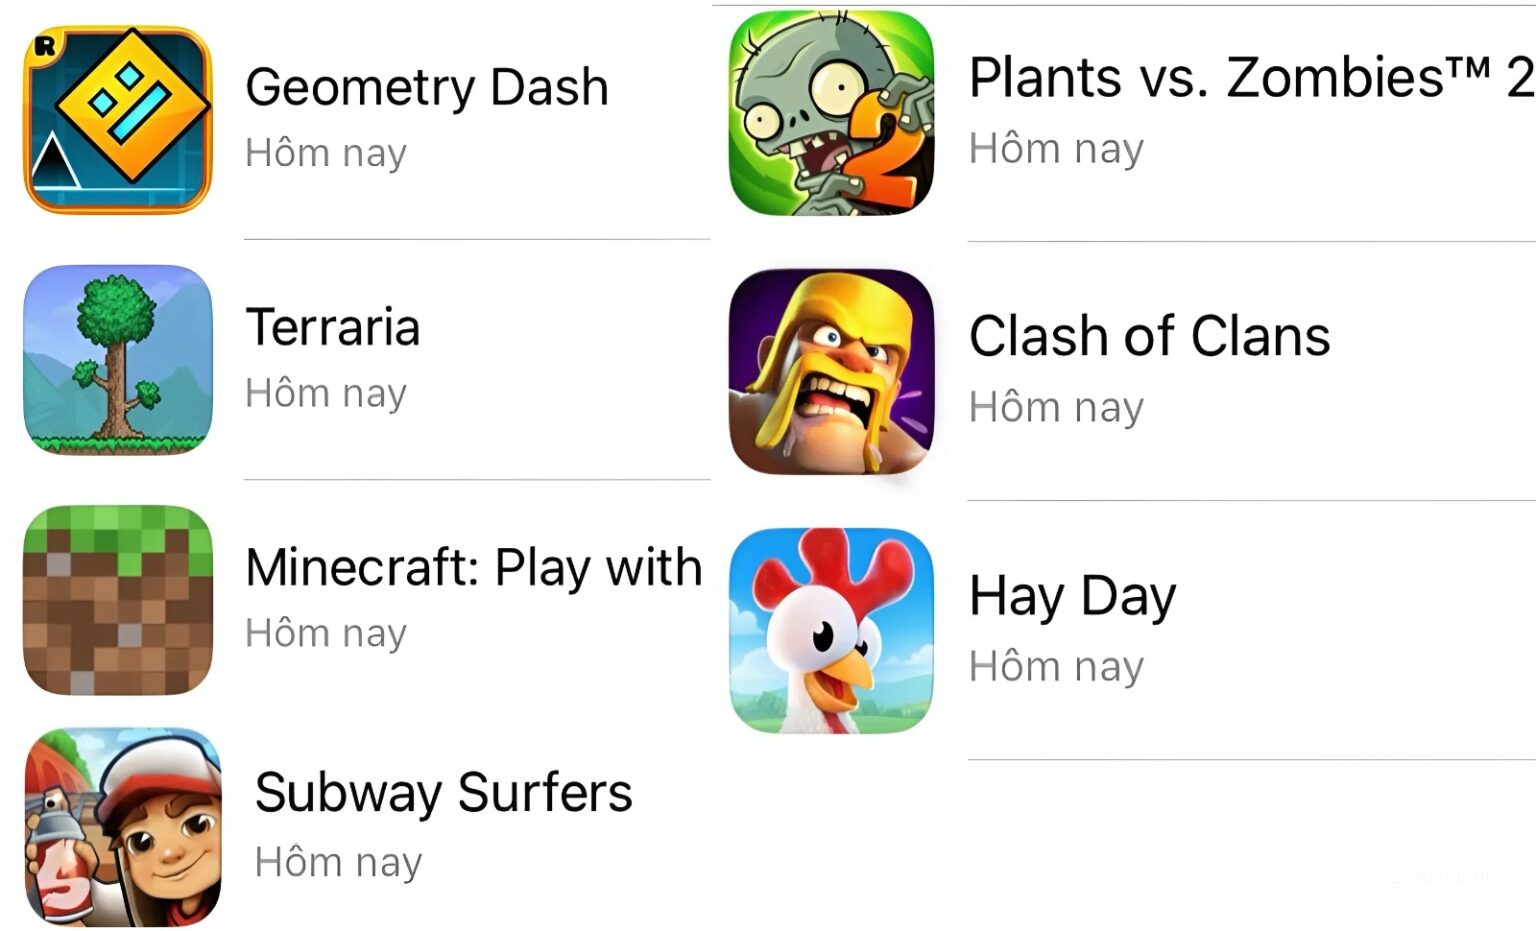 R
Geometry Dash
Hôm nay
Terraria
Hôm nay
Minecraft: Play with
Hôm nay
Subway Surfers
Hôm nay
2
Plants vs. Zombies™ 2
Hôm nay
Clash of Clans
Hôm nay
Hay Day
Hôm nay